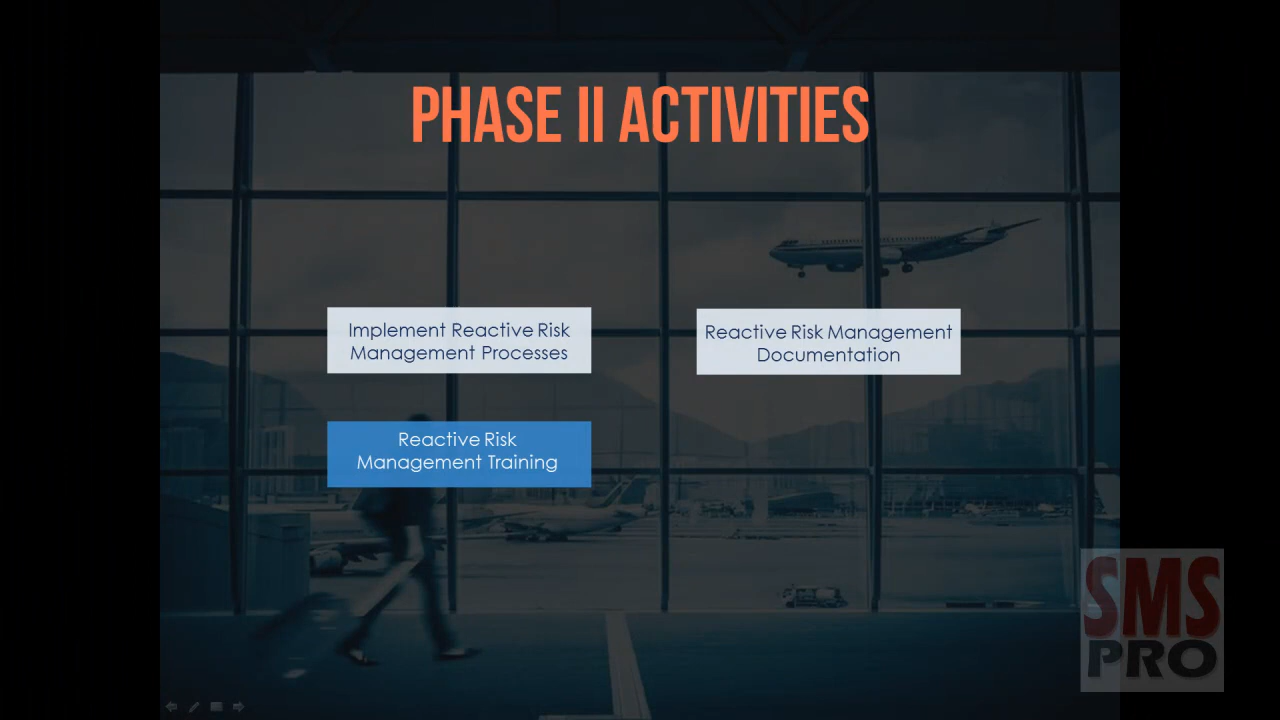 PHASE II ACTIVITIES
Implement Reactive Risk
Management Processes
Reactive Risk Management
Documentation
Reactive Risk
Management Training
SMS
PRO